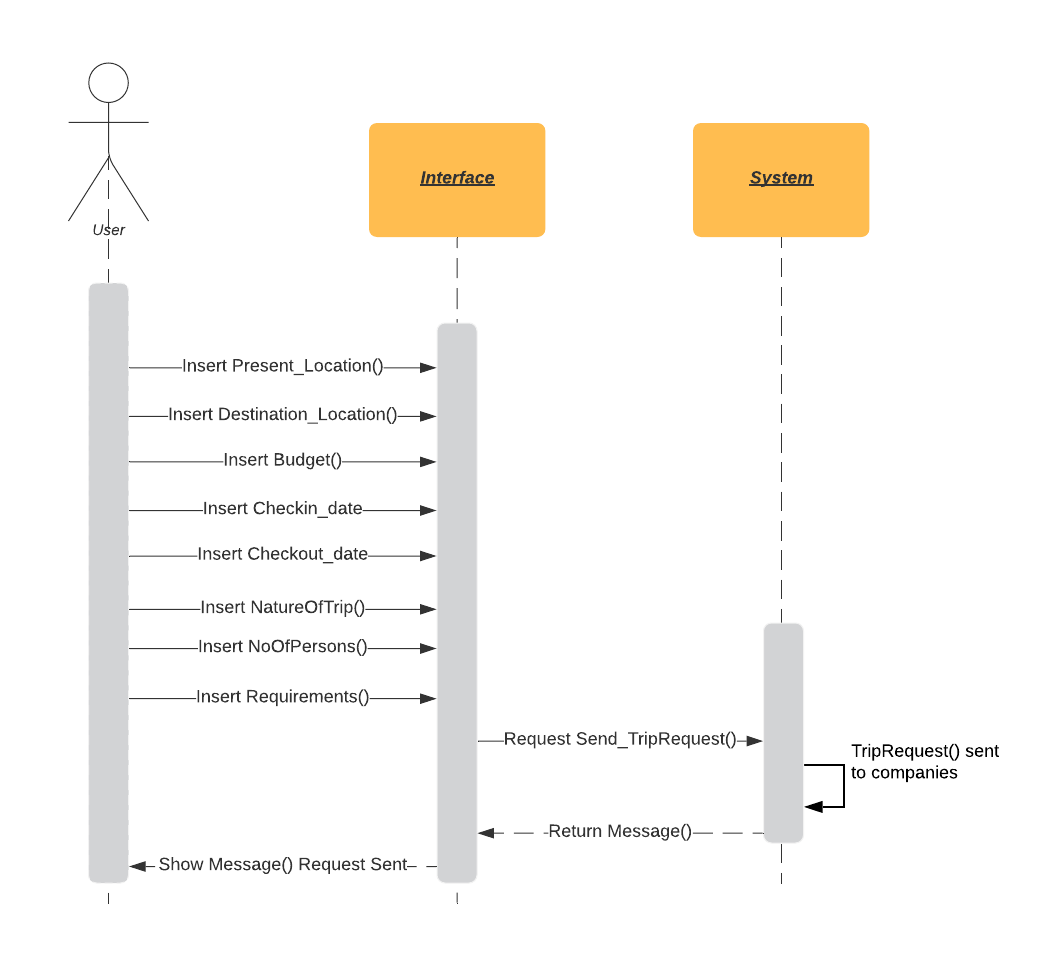 User
Interface
System
Insert Present_Location()
Insert Destination_Location()
Insert Budget()
Insert Checkin_date
Insert Checkout_date
Insert NatureOfTrip()
Insert NoOfPersons()
Insert Requirements()
Request Send_TripRequest()
TripRequest() sent
to companies
Return Message()
Show Message() Request Sent